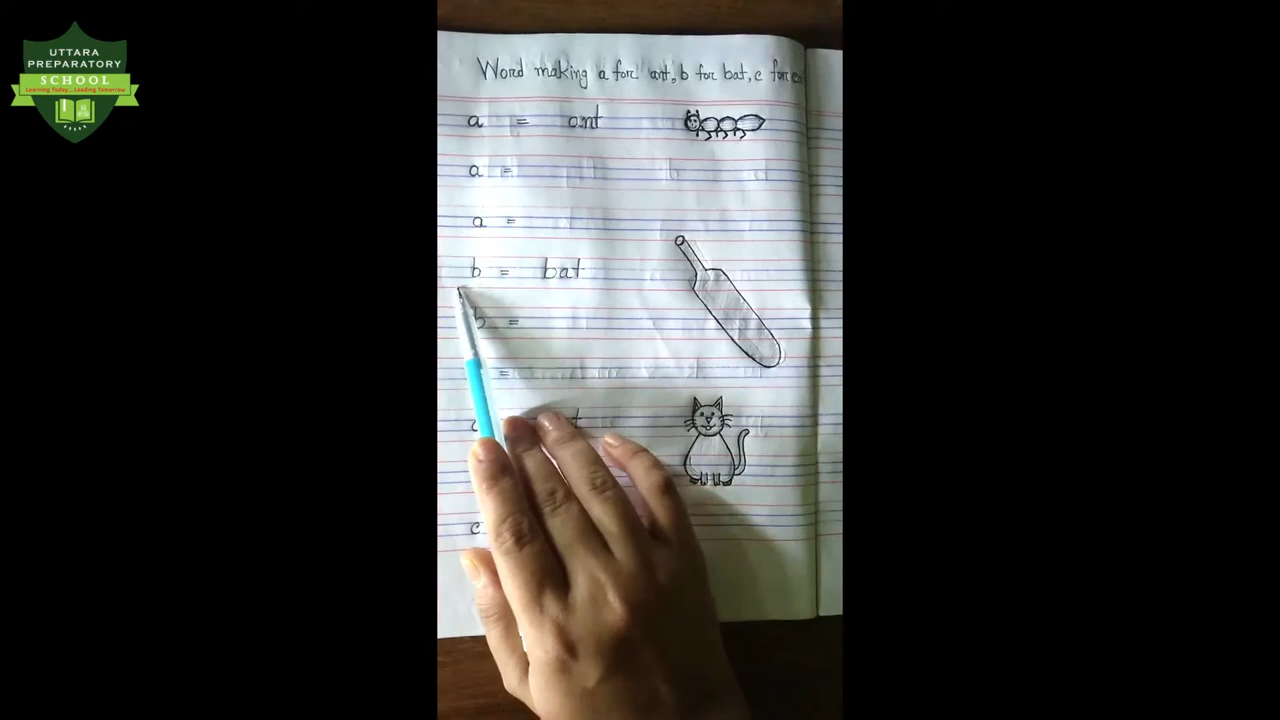 UTTARA
PREPARATORY
SCHOOL
Learning Today... Leading Tomorrow
Word making a for ant, b for bat, c for
a = ant
a =
a =
b = bat
b =
=
c
c